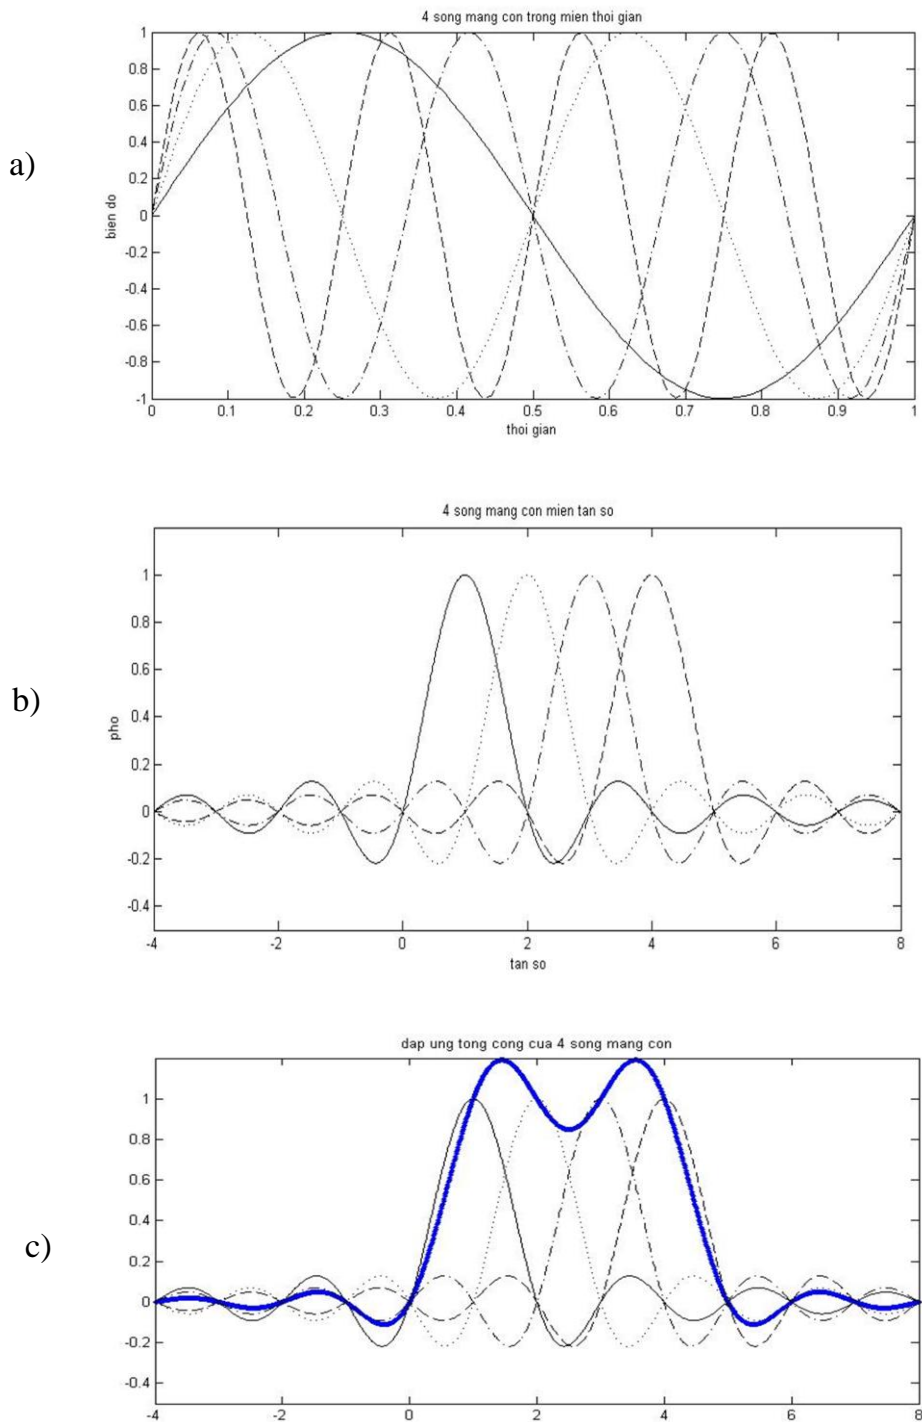 4 song mang con trong mien thoi gian
a)
bien do
1
0.8
0.6
0.4
0.2
0
-0.2
-0.4
-0.6
-0.8
-1
0 0.1 0.2 0.3 0.4 0.5 0.6 0.7 0.8 0.9 1
thoi gian
4 song mang con mien tan so
b)
pho
1
0.8
0.6
0.4
0.2
0
-0.2
-0.4
-4 -2 0 2 4 6 8
tan so
dap ung tong cong cua 4 song mang con
c)
1
0.8
0.6
0.4
0.2
0
-0.2
-0.4
-4 -2 0 2 4 6 8